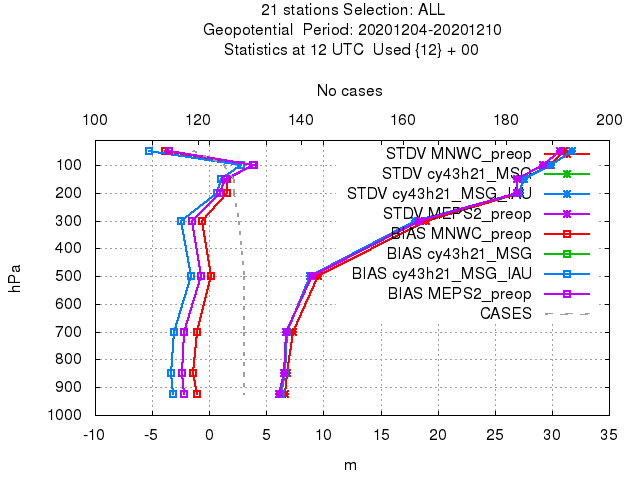 21 stations Selection: ALL
Geopotential  Period: 20201204-20201210
Statistics at 12 UTC  Used {12} + 00
No cases
100 120 140 160 180 200
STDV MNWC_preop
100
STDV cy43h21_MSG
STDV cy43h21_MSG_IAU
200
STDV MEPS2_preop
300
BIAS MNWC_preop
400
BIAS cy43h21_MSG
hPa
500
BIAS cy43h21_MSG_IAU
BIAS MEPS2_preop
600
CASES
700
800
900
1000
-10 -5 0 5 10 15 20 25 30 35
m